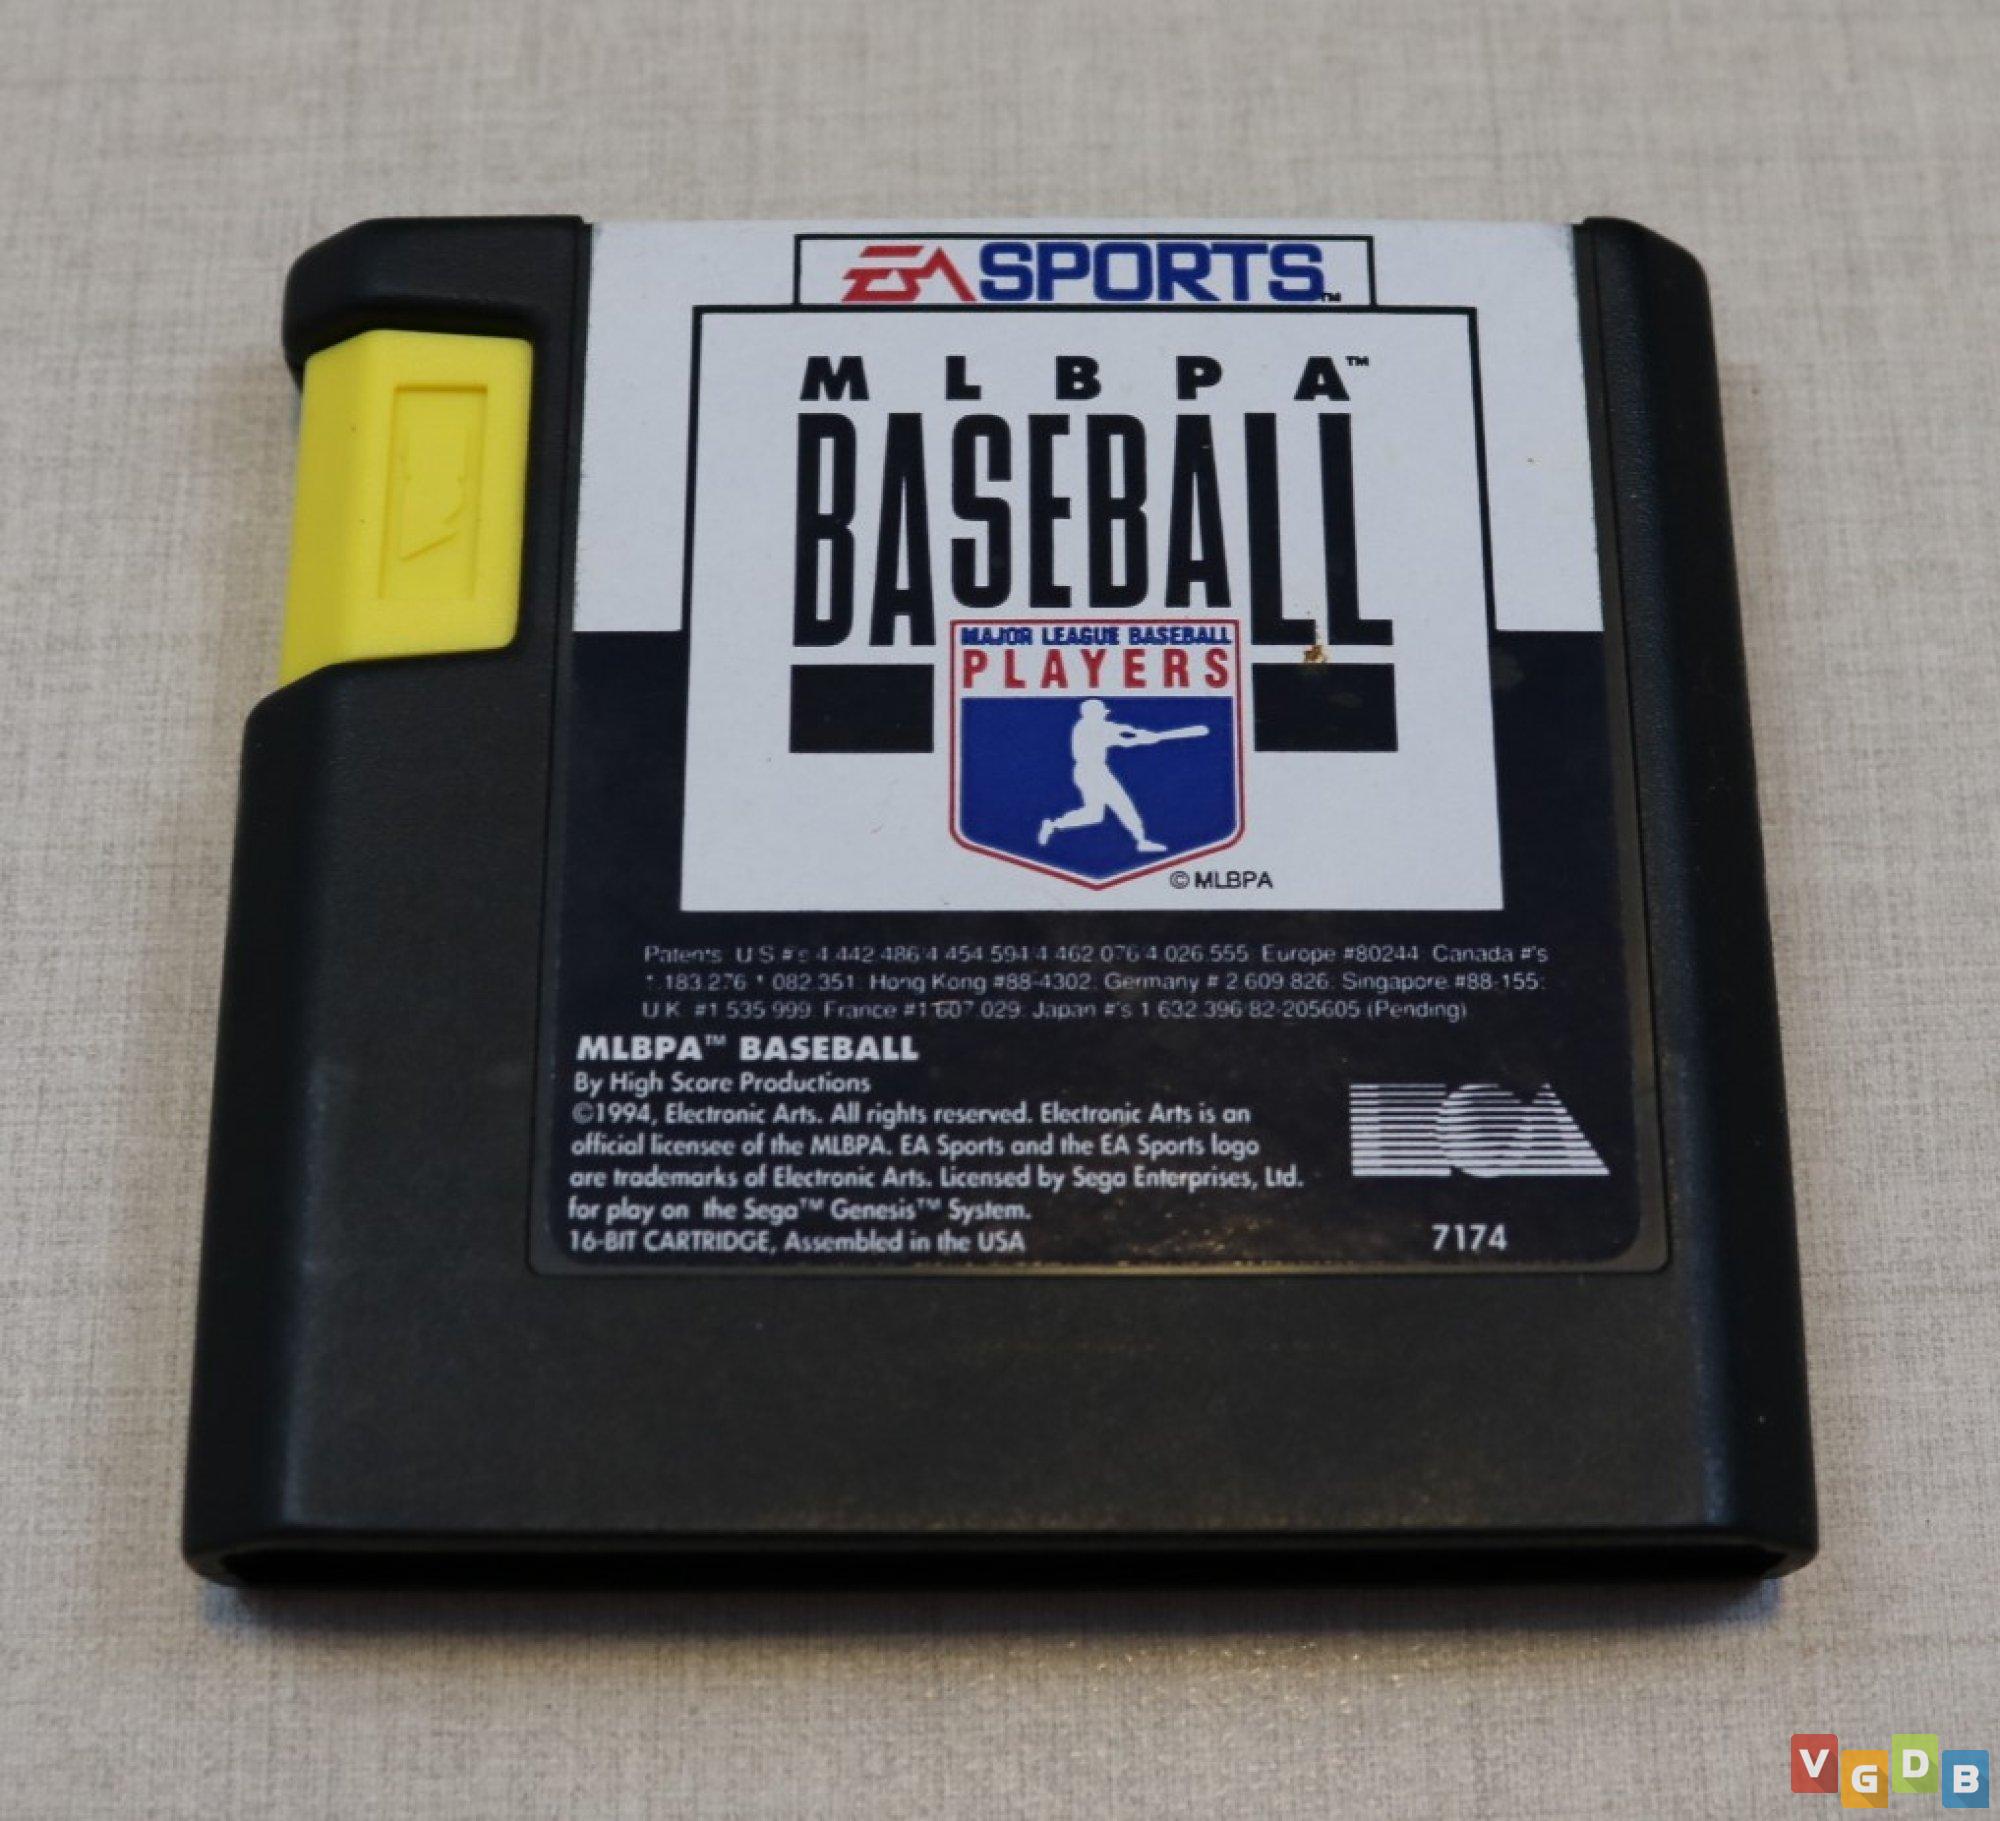 EA SPORTS™
MLBPA™
BASEBALL
MAJOR LEAGUE BASEBALL
PLAYERS
©MLBPA
Patents U S #'s 4 442 486 4 454 594 4 462 076 4 026 555 Europe #80244 Canada #'s
183 276 1 082 351 Hong Kong #88-4302 Germany # 2 609 826 Singapore #88-155
U K #1 535 999 France #1 607 029 Japan #'s 1 632 396 82-205605 (Pending)
MLBPA™ BASEBALL
By High Score Productions
©1994, Electronic Arts. All rights reserved. Electronic Arts is an
official licensee of the MLBPA. EA Sports and the EA Sports logo
are trademarks of Electronic Arts. Licensed by Sega Enterprises, Ltd.
for play on the Sega™ Genesis™ System.
16-BIT CARTRIDGE, Assembled in the USA
EA
7174
VGDB